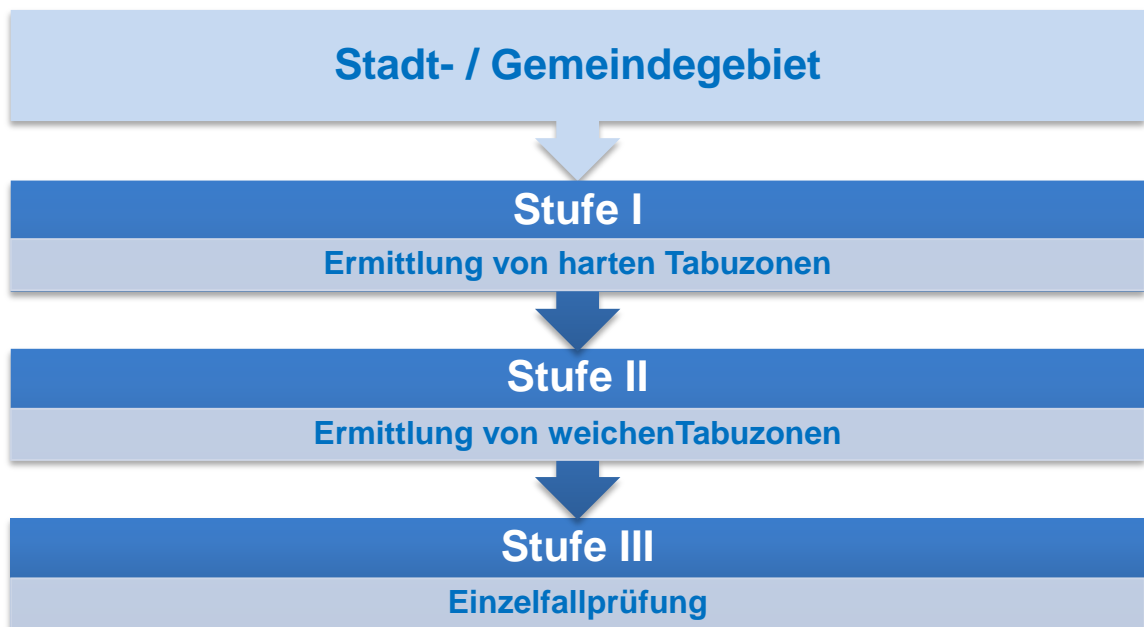 Stadt- / Gemeindegebiet
Stufe I
Ermittlung von harten Tabuzonen
Stufe II
Ermittlung von weichenTabuzonen
Stufe III
Einzelfallprüfung